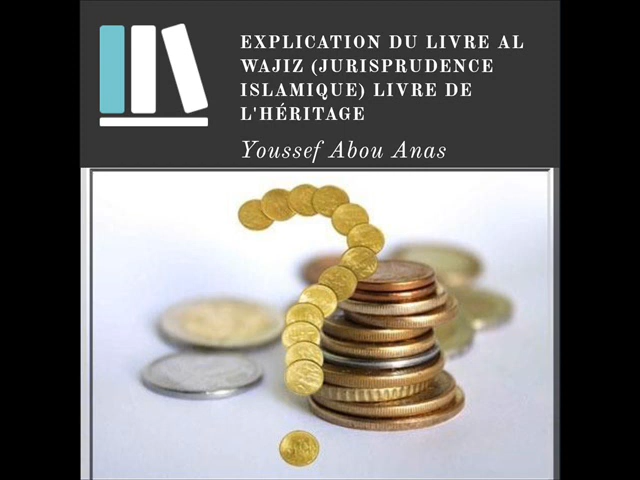 EXPLICATION DU LIVRE AL
WAJIZ (JURISPRUDENCE
ISLAMIQUE) LIVRE DE
L'HÉRITAGE
Youssef Abou Anas